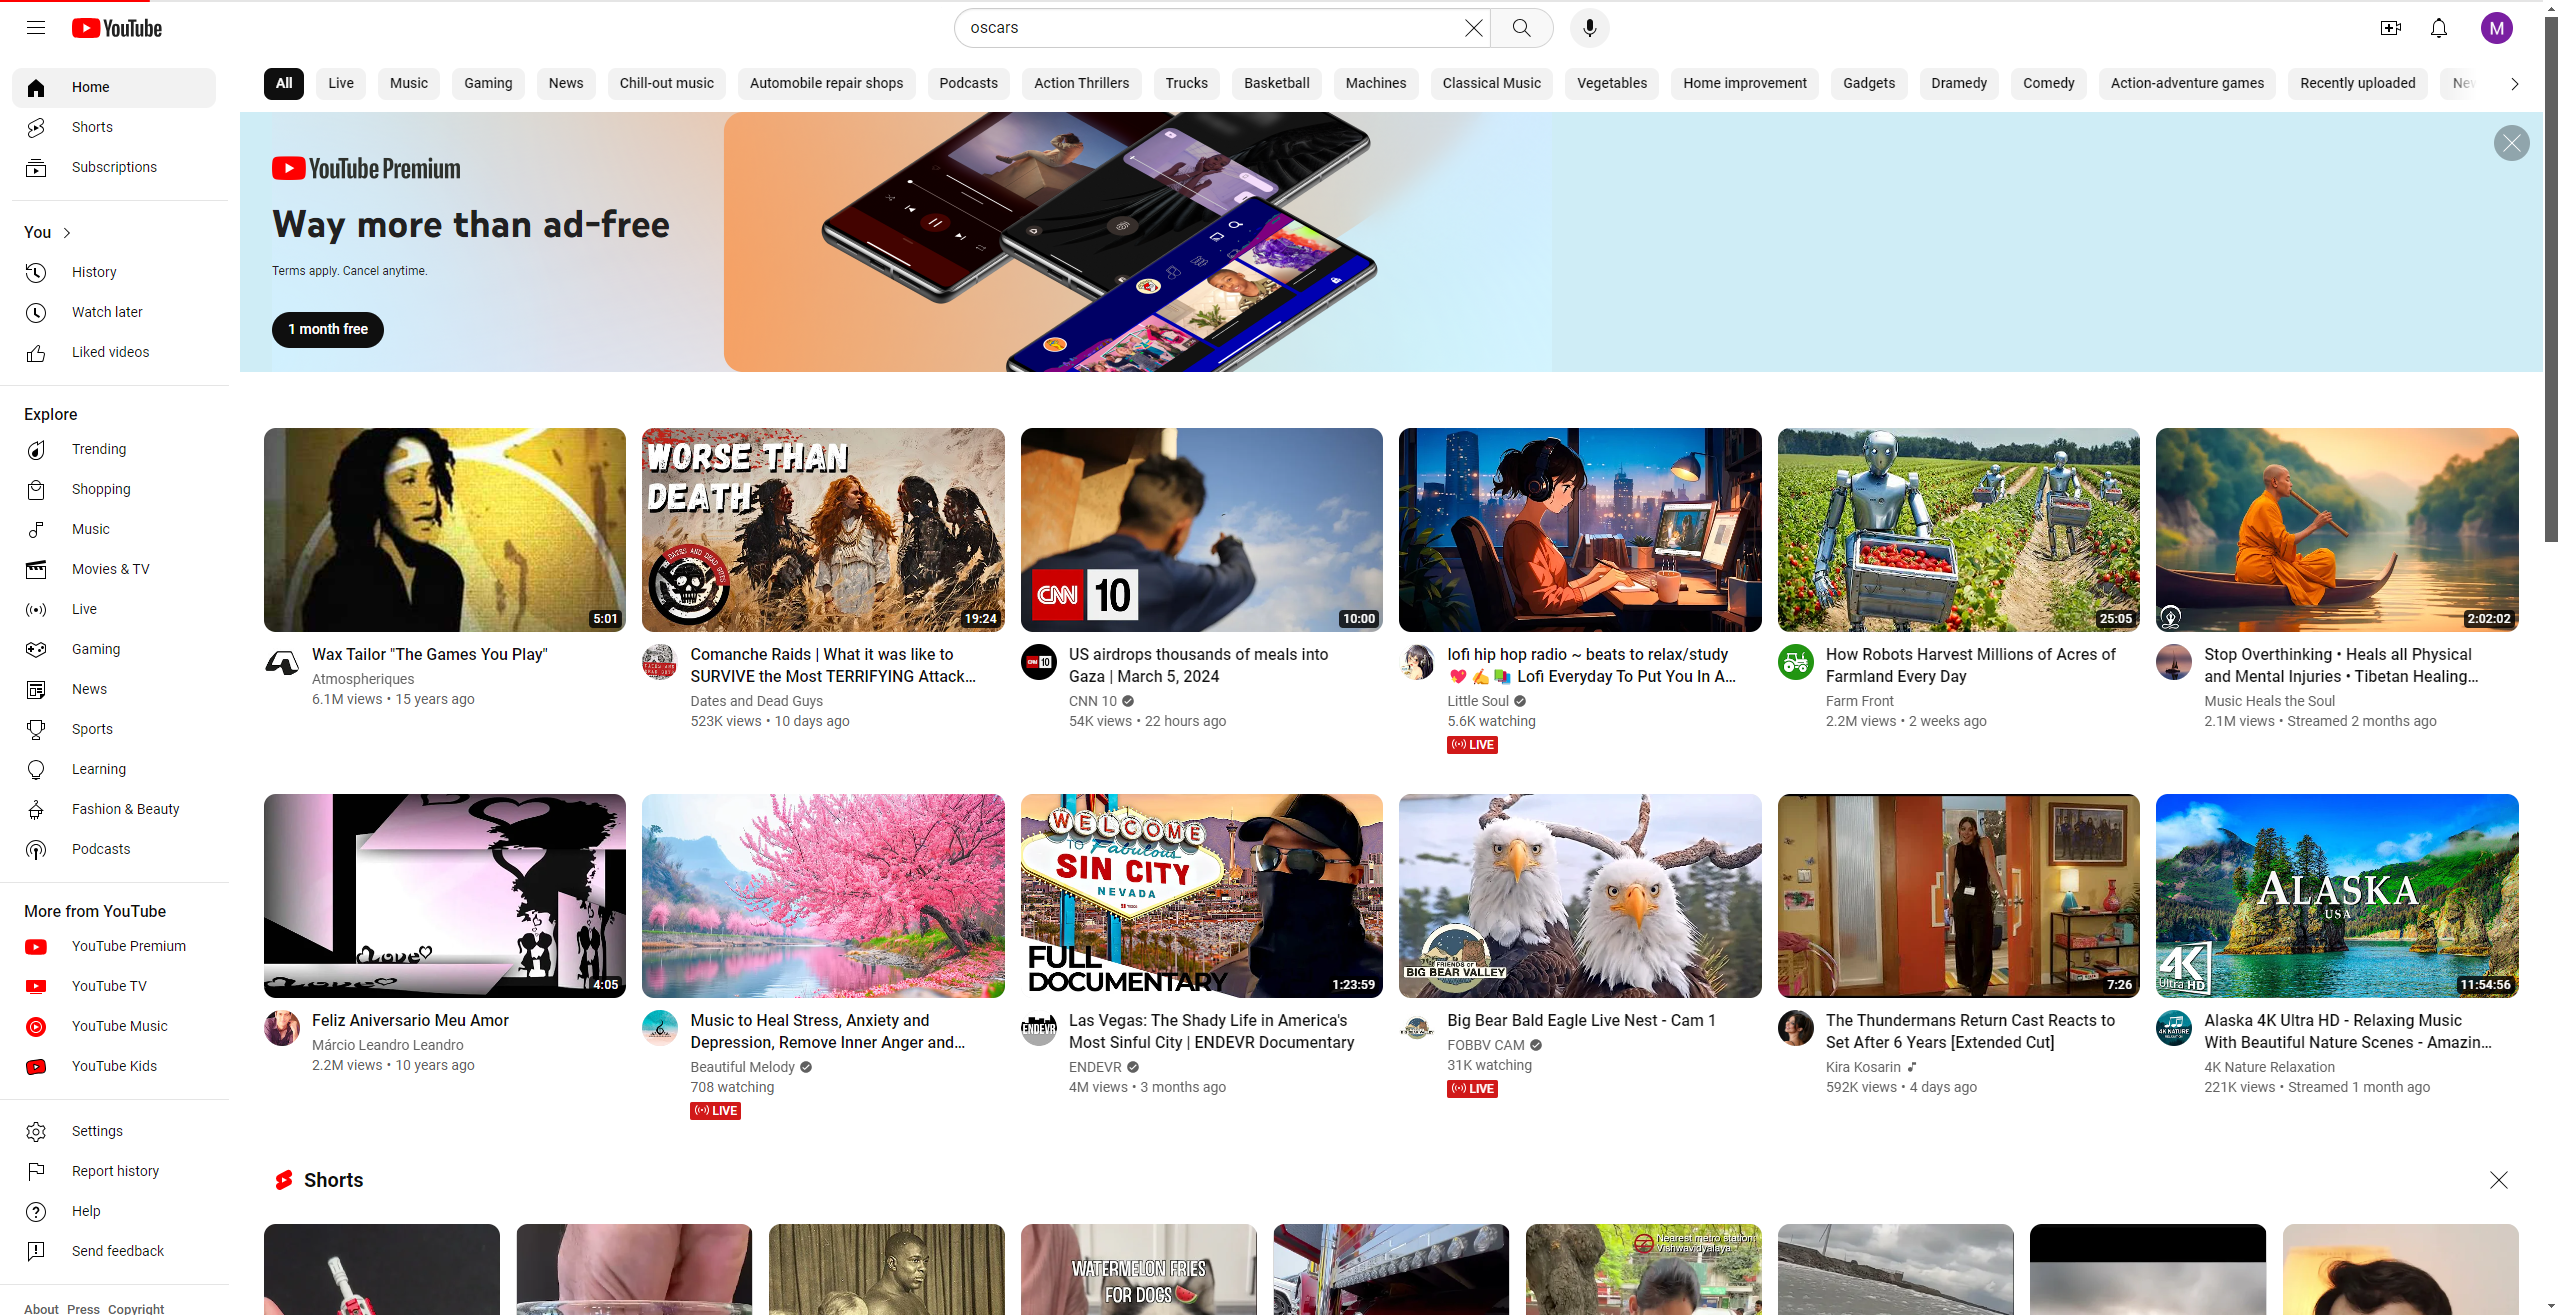 YouTube
oscars
M
Home
Shorts
Subscriptions
You
History
Watch later
Liked videos
Explore
Trending
Shopping
Music
Movies & TV
Live
Gaming
News
Sports
Learning
Fashion & Beauty
Podcasts
More from YouTube
YouTube Premium
YouTube TV
YouTube Music
YouTube Kids
Settings
Report history
Help
Send feedback
About Press Copyright
All Live Music Gaming News Chill-out music Automobile repair shops Podcasts Action Thrillers Trucks Basketball Machines Classical Music Vegetables Home improvement Gadgets Dramedy Comedy Action-adventure games Recently uploaded
YouTube Premium
Way more than ad-free
Terms apply. Cancel anytime.
1 month free
5:01
Wax Tailor "The Games You Play"
Atmospheriques
6.1M views • 15 years ago
WORSE THAN
DEATH
DATES AND DEAD GUYS
19:24
Comanche Raids | What it was like to
SURVIVE the Most TERRIFYING Attack...
Dates and Dead Guys
523K views • 10 days ago
CNN 10
10:00
US airdrops thousands of meals into
Gaza | March 5, 2024
CNN 10
54K views • 22 hours ago
lofi hip hop radio ~ beats to relax/study
💖✍️📚 Lofi Everyday To Put You In A...
Little Soul
5.6K watching
LIVE
25:05
How Robots Harvest Millions of Acres of
Farmland Every Day
Farm Front
2.2M views • 2 weeks ago
2:02:02
Stop Overthinking • Heals all Physical
and Mental Injuries • Tibetan Healing...
Music Heals the Soul
2.1M views • Streamed 2 months ago
Love
4:05
Feliz Aniversario Meu Amor
Márcio Leandro Leandro
2.2M views • 10 years ago
Music to Heal Stress, Anxiety and
Depression, Remove Inner Anger and...
Beautiful Melody
708 watching
LIVE
WELCOME
TO Fabulous
SIN CITY
NEVADA
FULL
DOCUMENTARY
1:23:59
ENDEVR
Las Vegas: The Shady Life in America's
Most Sinful City | ENDEVR Documentary
ENDEVR
4M views • 3 months ago
FRIENDS OF
BIG BEAR VALLEY
Big Bear Bald Eagle Live Nest - Cam 1
FOBBV CAM
31K watching
LIVE
7:26
The Thundermans Return Cast Reacts to
Set After 6 Years [Extended Cut]
Kira Kosarin
592K views • 4 days ago
ALASKA
USA
4K
Ultra HD
11:54:56
Alaska 4K Ultra HD - Relaxing Music
With Beautiful Nature Scenes - Amazin...
4K Nature Relaxation
221K views • Streamed 1 month ago
Shorts
WATERMELON FRIES
FOR DOGS🍉
Nearest metro station:
Vishwavidyalaya